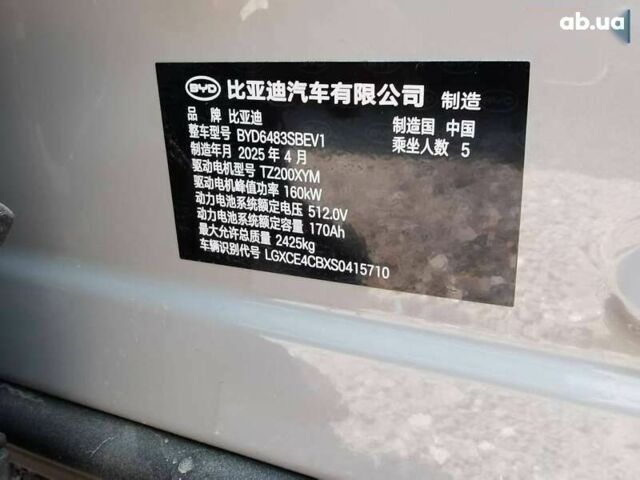 ab.ua
BYD 比亚迪汽车有限公司 制造
品 牌 比亚迪
整车型号 BYD6483SBEV1
制造国 中国
制造年月 2025 年 4 月
乘坐人数 5
驱动电机型号 TZ200XYM
驱动电机峰值功率 160kW
动力电池系统额定电压 512.0V
动力电池系统额定容量 170Ah
最大允许总质量 2425kg
车辆识别代号 LGXCE4CBXS0415710